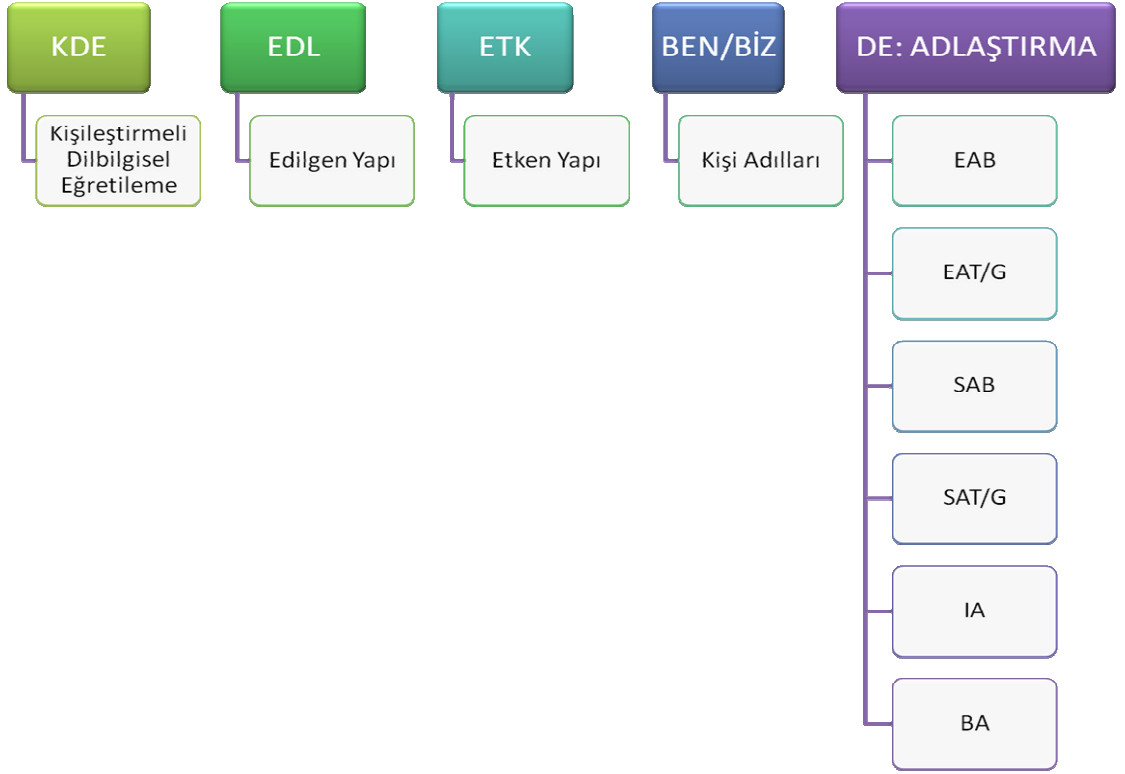 KDE
EDL
ETK
BEN/BİZ
DE: ADLAŞTIRMA
Kişileştirmeli
Dilbilgisel
Eğretileme
Edilgen Yapı
Etken Yapı
Kişi Adılları
EAB
EAT/G
SAB
SAT/G
IA
BA